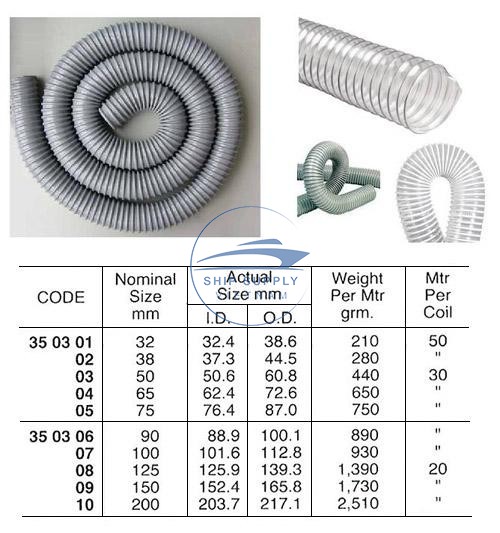 SHIP SUPPLY
VIETNAM
CODE Nominal Size mm Actual Size mm I.D. O.D. Weight Per Mtr grm. Mtr Per Coil
35 03 01 32 32.4 38.6 210 50
02 38 37.3 44.5 280 "
03 50 50.6 60.8 440 30
04 65 62.4 72.6 650 "
05 75 76.4 87.0 750 "
35 03 06 90 88.9 100.1 890 "
07 100 101.6 112.8 930 "
08 125 125.9 139.3 1,390 20
09 150 152.4 165.8 1,730 "
10 200 203.7 217.1 2,510 "